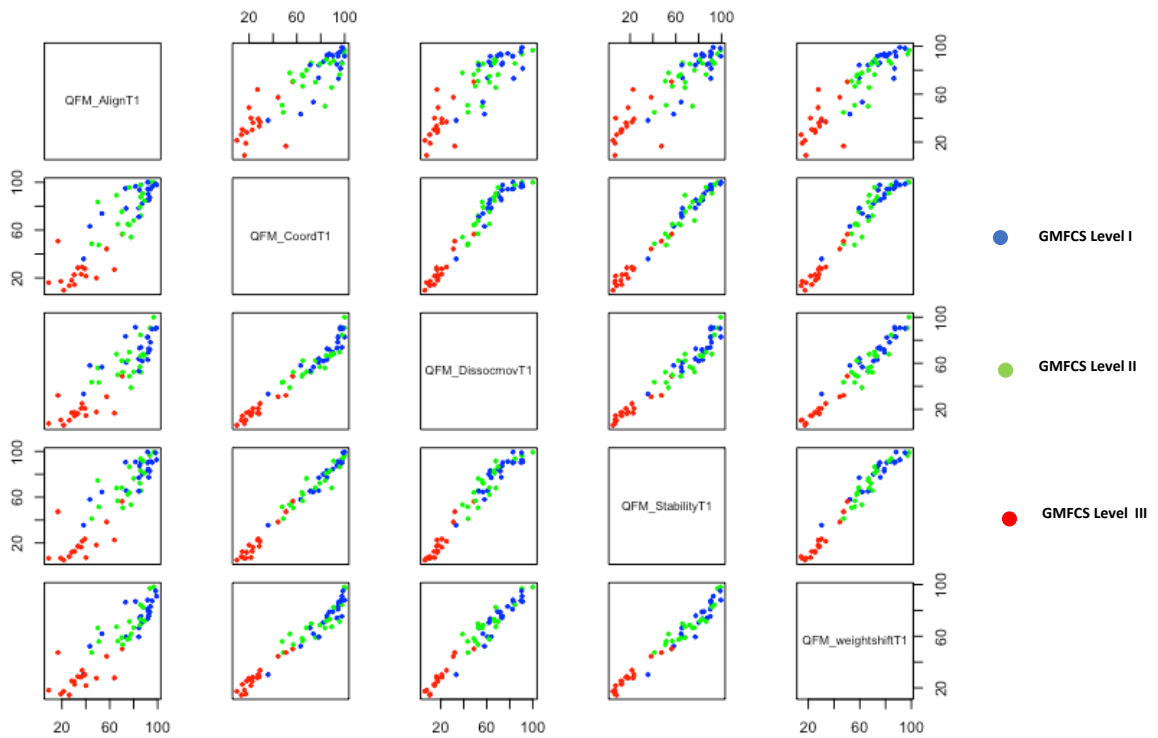 20 60 100 20 60 100
QFM_AlignT1
20 60 100
20 60 100
QFM_CoordT1
GMFCS Level I
QFM_DissocmovT1
20 60 100
GMFCS Level II
20 60 100
QFM_StabilityT1
GMFCS Level III
QFM_weightshiftT1
20 60 100
20 60 100 20 60 100 20 60 100